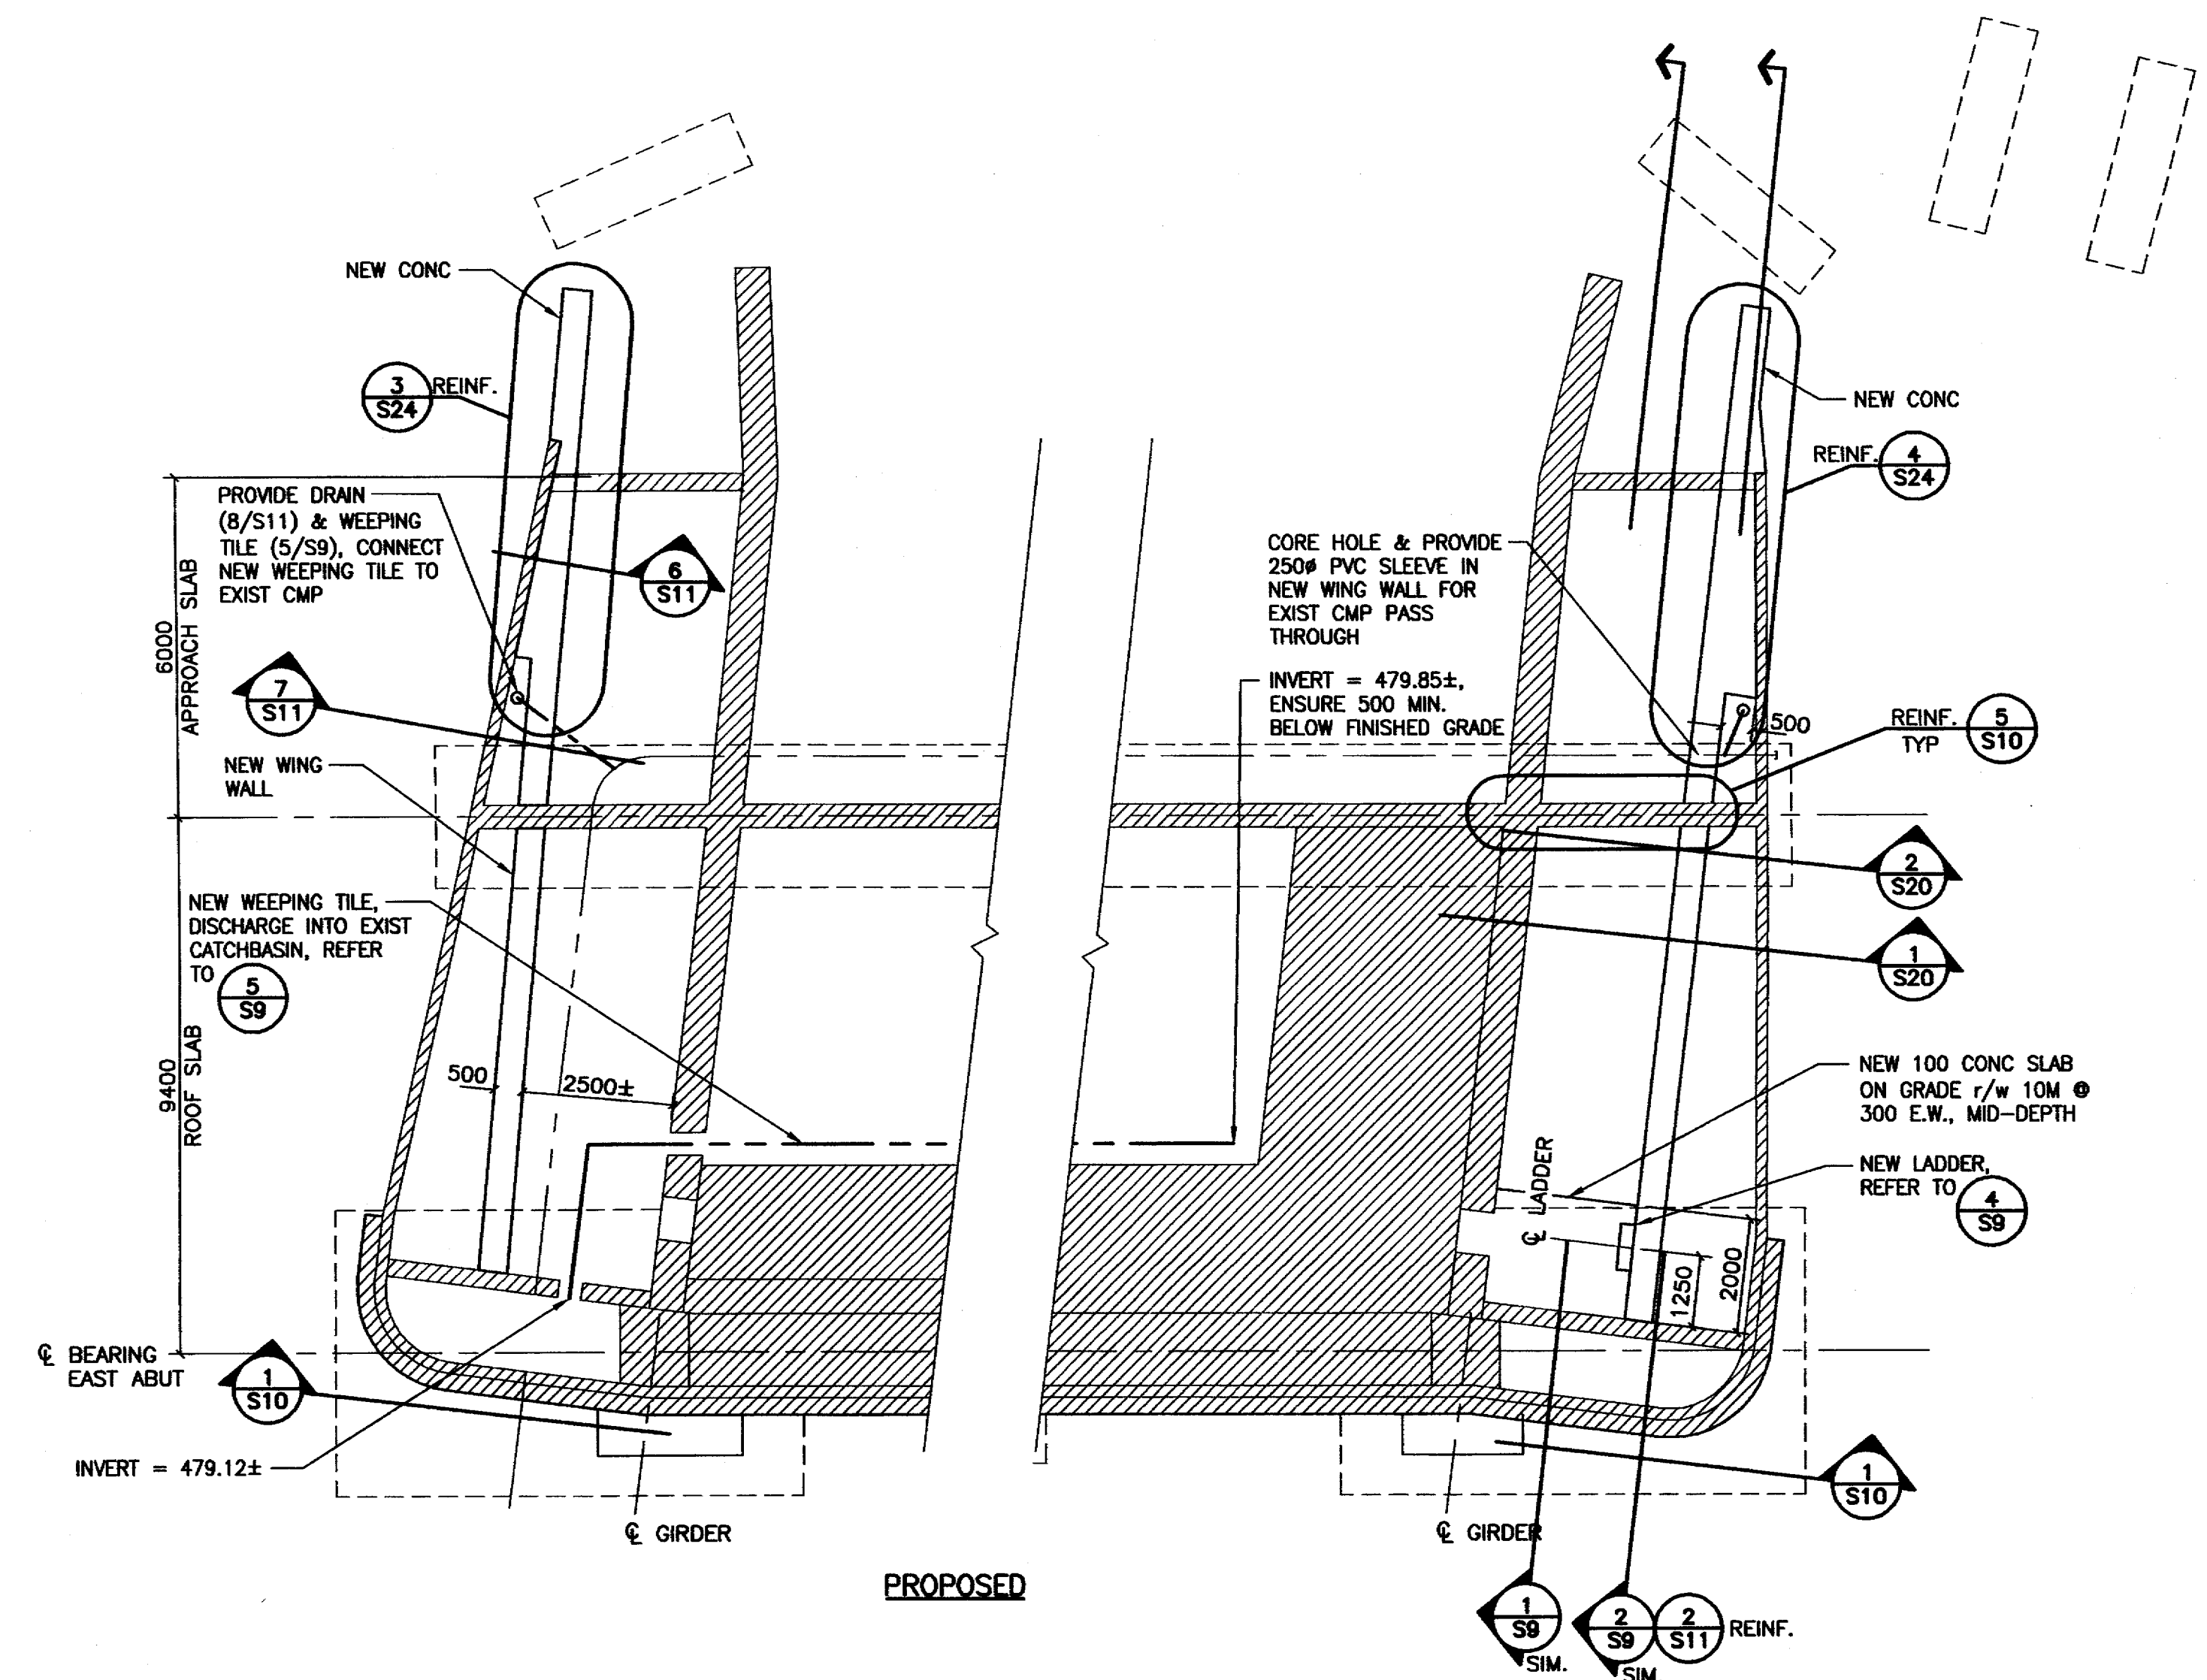 NEW CONC
3
S24
REINF.
PROVIDE DRAIN
(8/S11) & WEEPING
TILE (5/S9), CONNECT
NEW WEEPING TILE TO
EXIST CMP
6
S11
6000
APPROACH SLAB
7
S11
NEW WING
WALL
NEW WEEPING TILE,
DISCHARGE INTO EXIST
CATCHBASIN, REFER
TO
5
S9
9400
ROOF SLAB
500
2500±
℄ BEARING
EAST ABUT
1
S10
INVERT = 479.12±
℄ GIRDER
NEW CONC
REINF.
4
S24
CORE HOLE & PROVIDE
250ø PVC SLEEVE IN
NEW WING WALL FOR
EXIST CMP PASS
THROUGH
INVERT = 479.85±,
ENSURE 500 MIN.
BELOW FINISHED GRADE
500
REINF.
TYP
5
S10
2
S20
1
S20
NEW 100 CONC SLAB
ON GRADE r/w 10M @
300 E.W., MID-DEPTH
NEW LADDER,
REFER TO
4
S9
℄ LADDER
1250
2000
1
S10
℄ GIRDER
1
S9
SIM.
2
S9
SIM.
2
S11
REINF.
PROPOSED